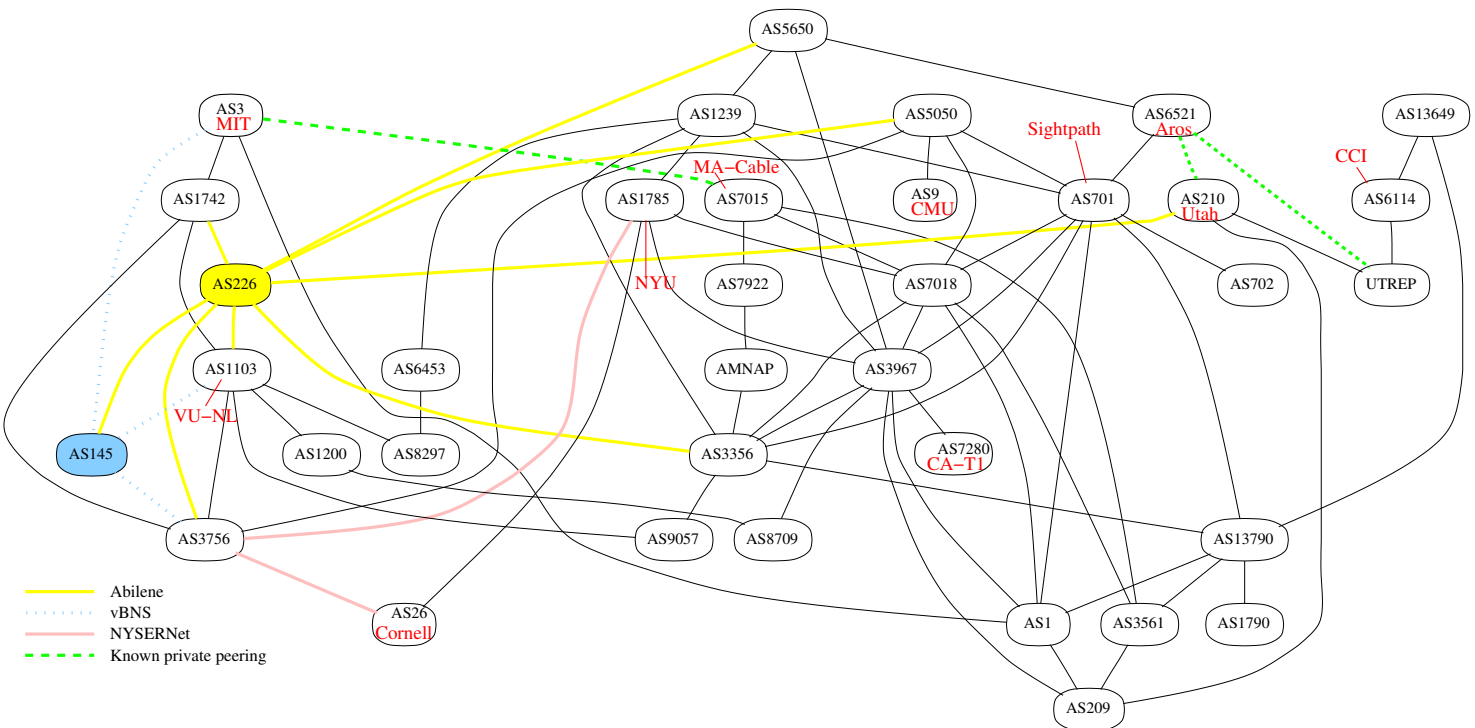 AS5650
AS3
MIT
AS1239
AS5050
AS6521
Aros
AS13649
Sightpath
CCI
MA−Cable
AS1742
AS1785
AS7015
AS9
CMU
AS701
AS210
Utah
AS6114
AS226
NYU
AS7922
AS7018
AS702
UTREP
AS1103
AS6453
AMNAP
AS3967
VU−NL
AS145
AS1200
AS8297
AS3356
AS7280
CA−T1
AS3756
AS9057
AS8709
AS13790
Abilene
vBNS
NYSERNet
Known private peering
AS26
Cornell
AS1
AS3561
AS1790
AS209